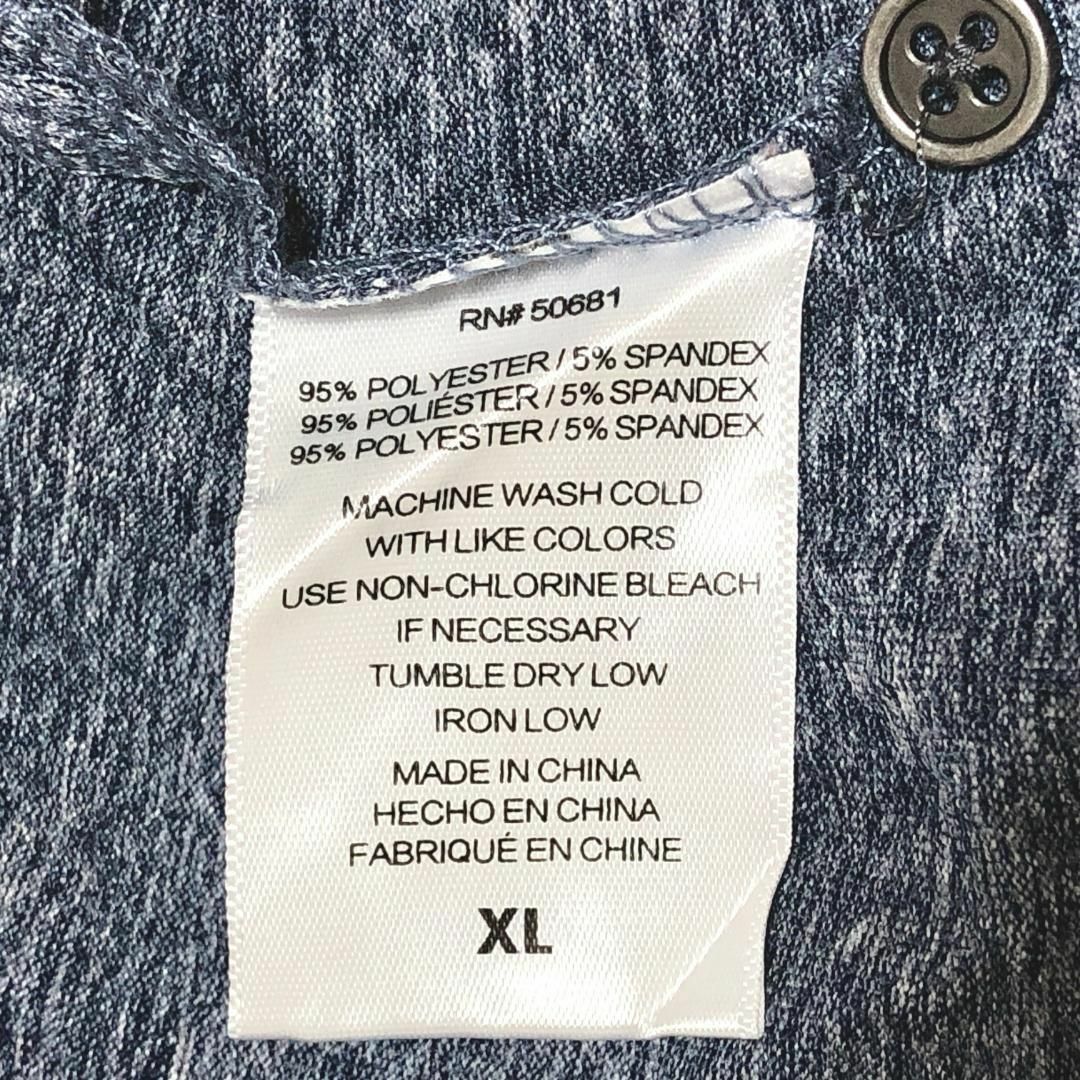 RN# 50681
95% POLYESTER / 5% SPANDEX
95% POLIÉSTER / 5% SPANDEX
95% POLYESTER / 5% SPANDEX
MACHINE WASH COLD
WITH LIKE COLORS
USE NON-CHLORINE BLEACH
IF NECESSARY
TUMBLE DRY LOW
IRON LOW
MADE IN CHINA
HECHO EN CHINA
FABRIQUÉ EN CHINE
XL